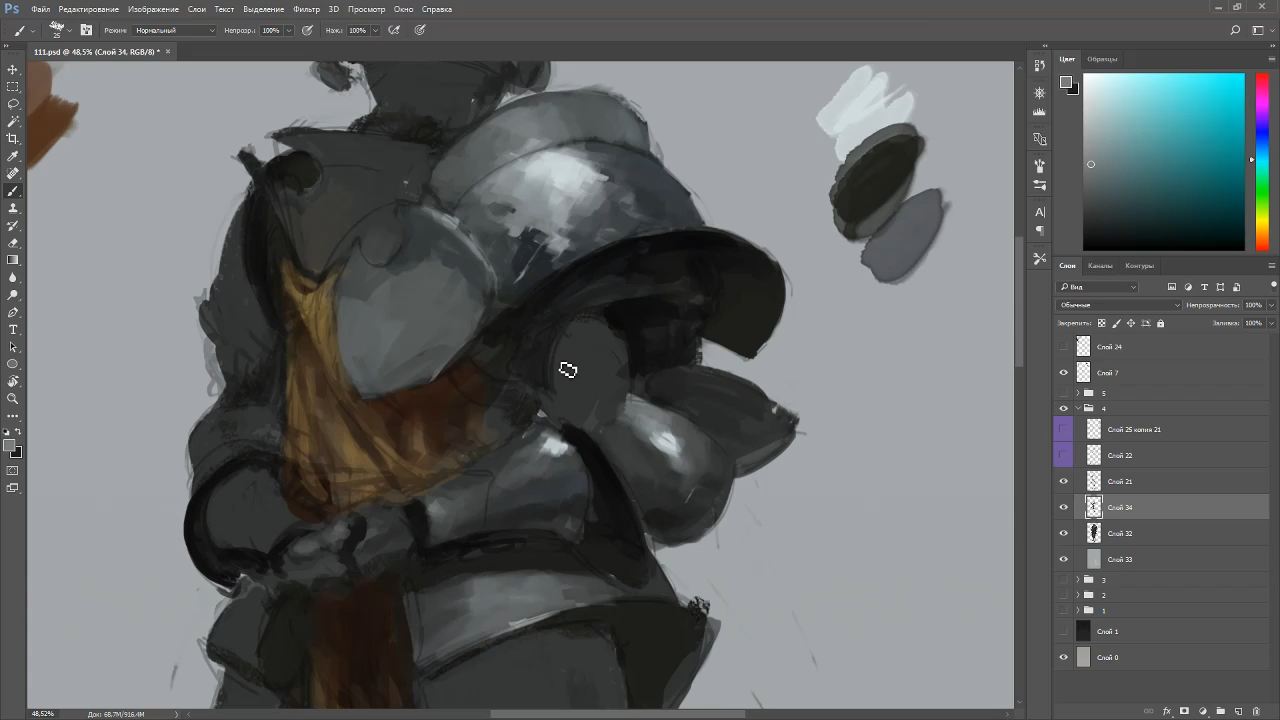 Ps Файл Редактирование Изображение Слои Текст Выделение Фильтр 3D Просмотр Окно Справка
25 Режим: Нормальный Непрозр.: 100% Наж.: 100%
111.psd @ 48,5% (Слой 34, RGB/8) *
Цвет Образцы
Слои Каналы Контуры
Вид
Обычные Непрозрачность: 100%
Закрепить: Заливка: 100%
Слой 24
Слой 7
5
4
Слой 25 копия 21
Слой 22
Слой 21
Слой 34
Слой 32
Слой 33
3
2
1
Слой 1
Слой 0
48,52% Док: 68,7M/916,4M